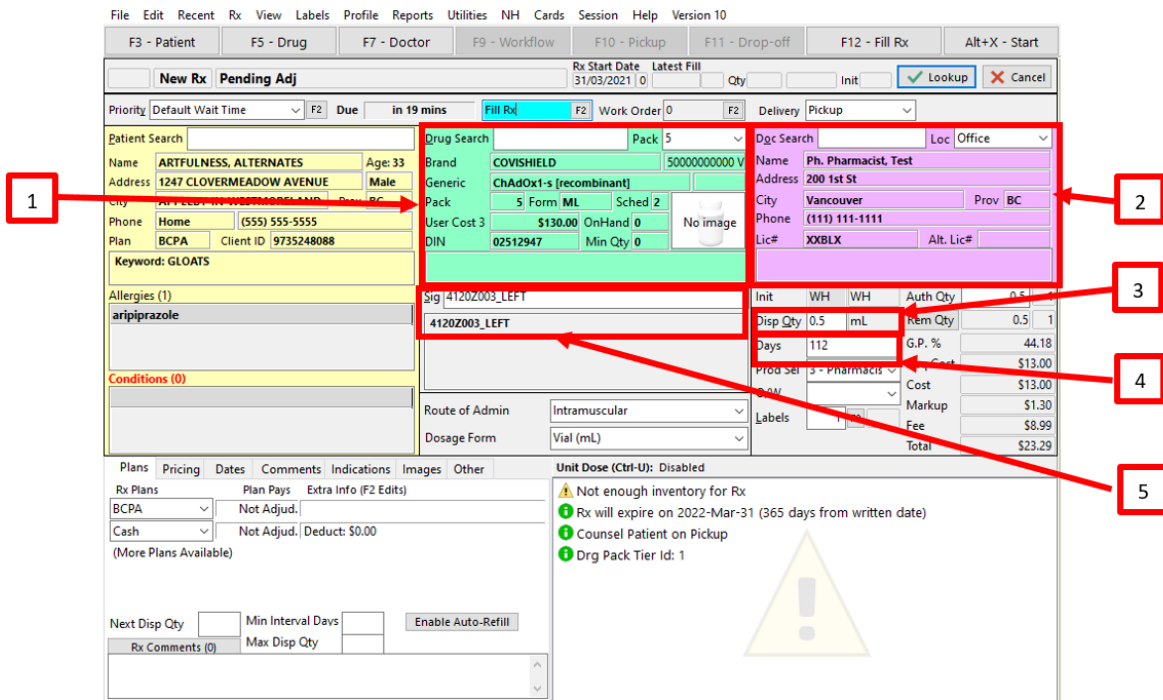 File Edit Recent Rx View Labels Profile Reports Utilities NH Cards Session Help Version 10
F3 - Patient F5 - Drug F7 - Doctor F9 - Workflow F10 - Pickup F11 - Drop-off F12 - Fill Rx Alt+X - Start
Rx Start Date Latest Fill
New Rx Pending Adj 31/03/2021 0 Qty Init Lookup Cancel
Priority Default Wait Time F2 Due in 19 mins Fill Rx F2 Work Order 0 F2 Delivery Pickup
Patient Search
Name ARTFULNESS, ALTERNATES Age: 33
Address 1247 CLOVERMEADOW AVENUE Male
City APPLEBY-IN-WESTMORELAND Prov BC
Phone Home (555) 555-5555
Plan BCPA Client ID 9735248088
Keyword: GLOATS
Drug Search Pack 5
Brand COVISHIELD 50000000000 V
Generic ChAdOx1-s [recombinant]
Pack 5 Form ML Sched 2
User Cost 3 $130.00 OnHand 0 No image
DIN 02512947 Min Qty 0
Doc Search Loc Office
Name Ph. Pharmacist, Test
Address 200 1st St
City Vancouver Prov BC
Phone (111) 111-1111
Lic# XXBLX Alt. Lic#
1
2
3
4
5
Allergies (1)
aripiprazole
Conditions (0)
Sig 4120Z003_LEFT
4120Z003_LEFT
Route of Admin Intramuscular
Dosage Form Vial (mL)
Init WH WH Auth Qty 0.5 1
Disp Qty 0.5 mL Rem Qty 0.5 1
Days 112 G.P. % 44.18
Prod Sel 3 - Pharmacis Cost $13.00
O/W Cost $13.00
Markup $1.30
Labels 1 Fee $8.99
Total $23.29
Plans Pricing Dates Comments Indications Images Other
Rx Plans Plan Pays Extra Info (F2 Edits)
BCPA Not Adjud.
Cash Not Adjud. Deduct: $0.00
(More Plans Available)
Next Disp Qty Min Interval Days Enable Auto-Refill
Rx Comments (0) Max Disp Qty
Unit Dose (Ctrl-U): Disabled
Not enough inventory for Rx
Rx will expire on 2022-Mar-31 (365 days from written date)
Counsel Patient on Pickup
Drg Pack Tier Id: 1